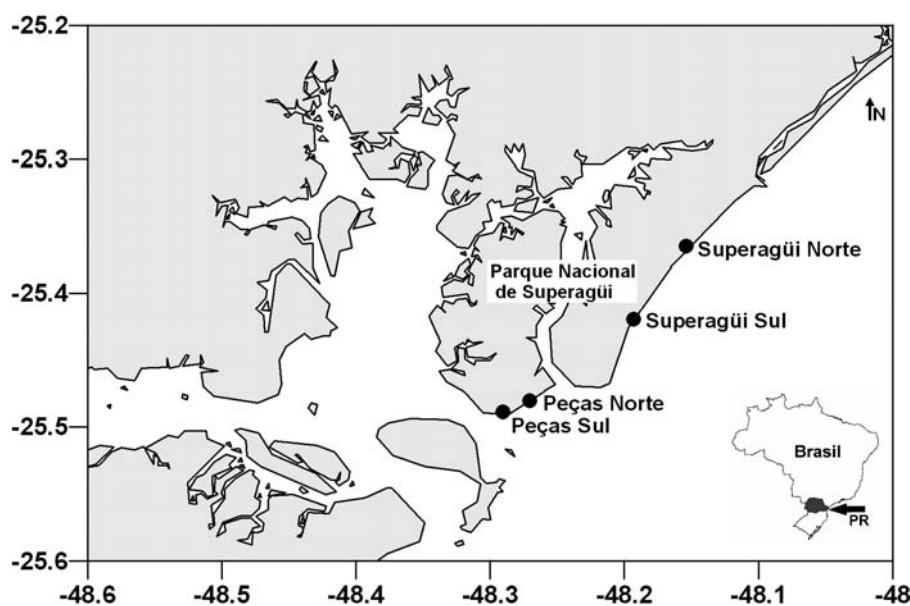 -25.2
-25.3
-25.4
-25.5
-25.6
-48.6
-48.5
-48.4
-48.3
-48.2
-48.1
-48
N
Superagüi Norte
Parque Nacional
de Superagüi
Superagüi Sul
Peças Norte
Peças Sul
Brasil
PR